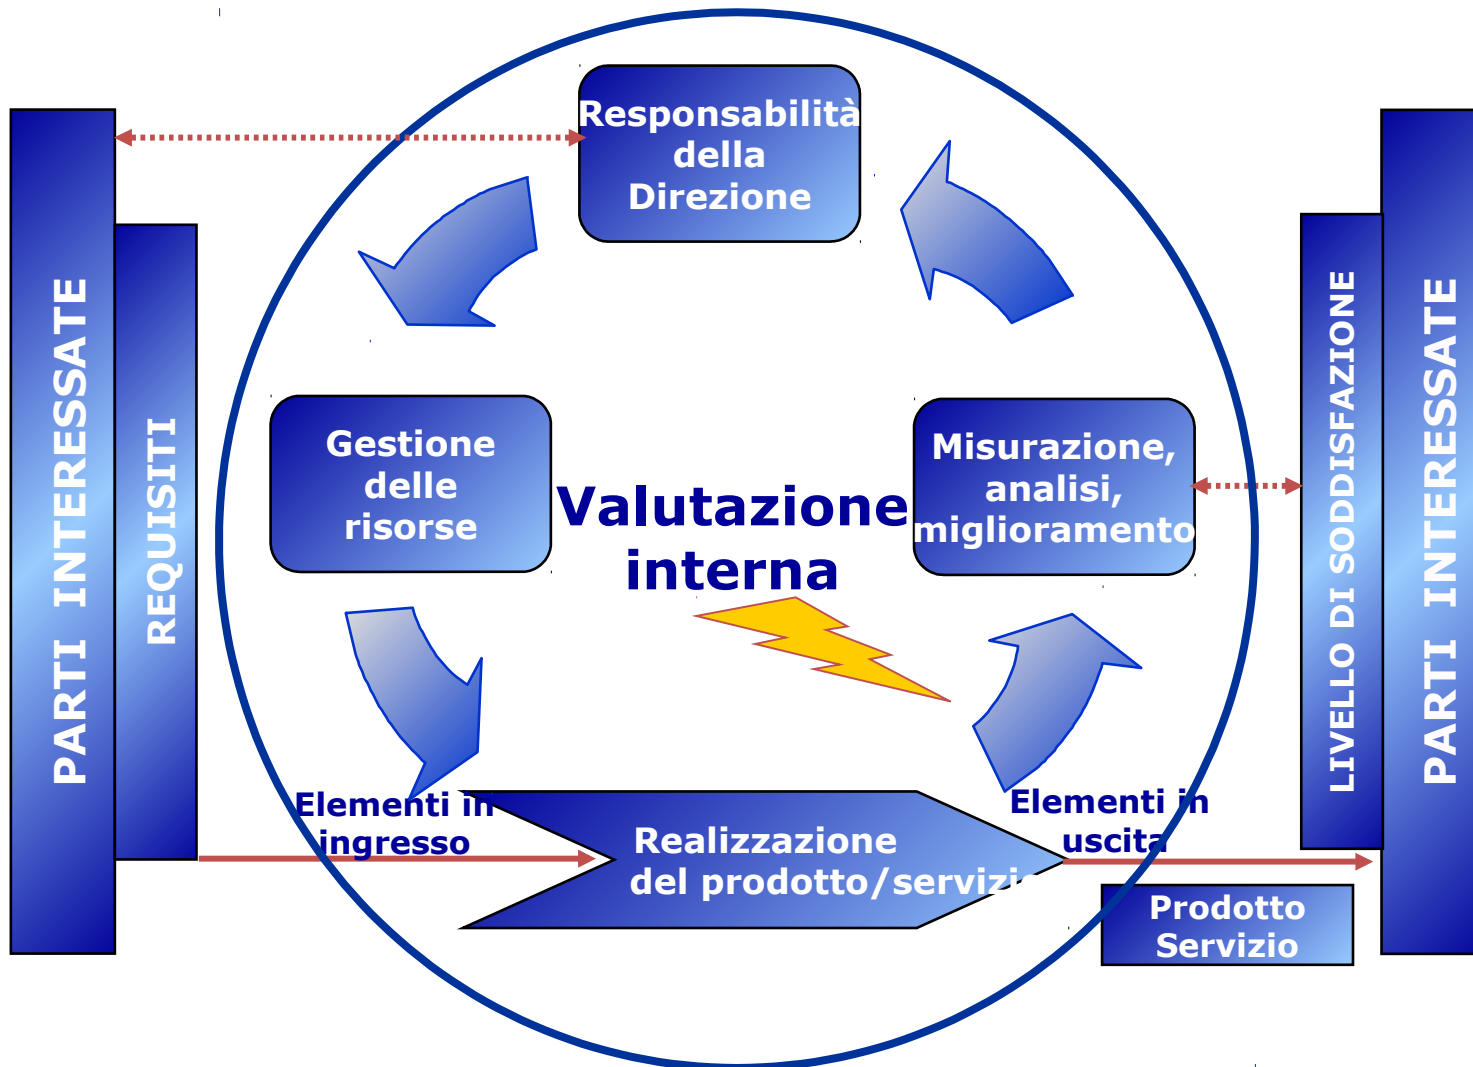 Responsabilità
della
Direzione
PARTI INTERESSATE
REQUISITI
Gestione
delle
risorse
Valutazione
interna
Misurazione,
analisi,
miglioramento
LIVELLO DI SODDISFAZIONE
PARTI INTERESSATE
Elementi in
ingresso
Realizzazione
del prodotto/servizio
Elementi in
uscita
Prodotto
Servizio